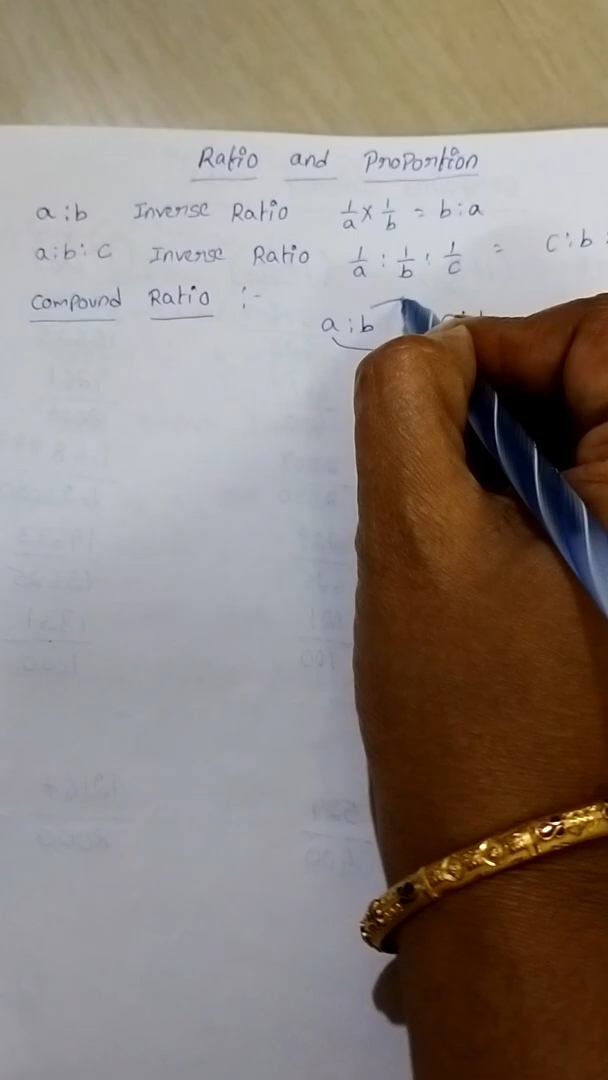 Ratio and Proportion
a:b Inverse Ratio 1/a × 1/b = b:a
a:b:c Inverse Ratio 1/a : 1/b : 1/c = c:b:
Compound Ratio :-
a:b